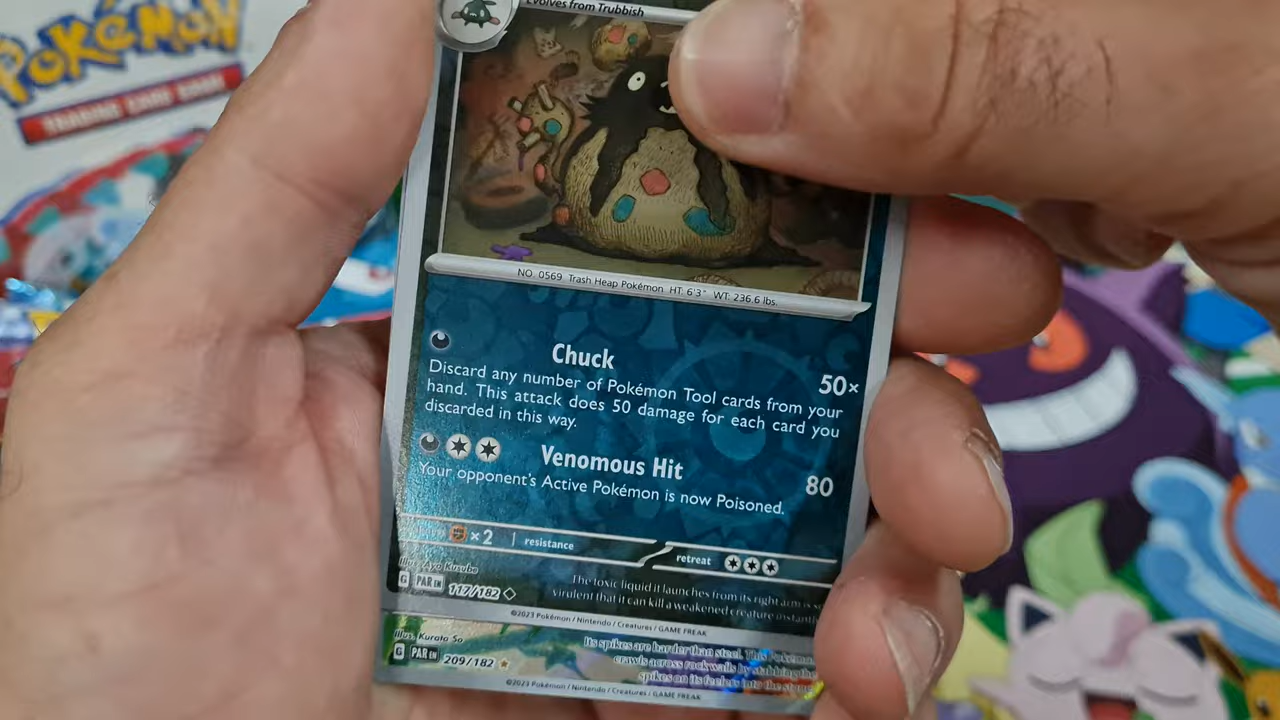 Pokémon
TRADING CARD GAME
Evolves from Trubbish
NO. 0569 Trash Heap Pokémon HT: 6'3" WT: 236.6 lbs.
Chuck
50×
Discard any number of Pokémon Tool cards from your
hand. This attack does 50 damage for each card you
discarded in this way.
Venomous Hit
80
Your opponent's Active Pokémon is now Poisoned.
×2 resistance
retreat
Illus. Ayo Kusube
The toxic liquid it launches from its right arm is
virulent that it can kill a weakened creature instantly
G PAR EN 117/182
©2023 Pokémon / Nintendo / Creatures / GAME FREAK
Illus. Kurata So
Its spikes are harder than steel. This Pokémon
crawls across rock walls by stabbing the
spikes on its feelers into the stone
G PAR EN 209/182
©2023 Pokémon / Nintendo / Creatures / GAME FREAK